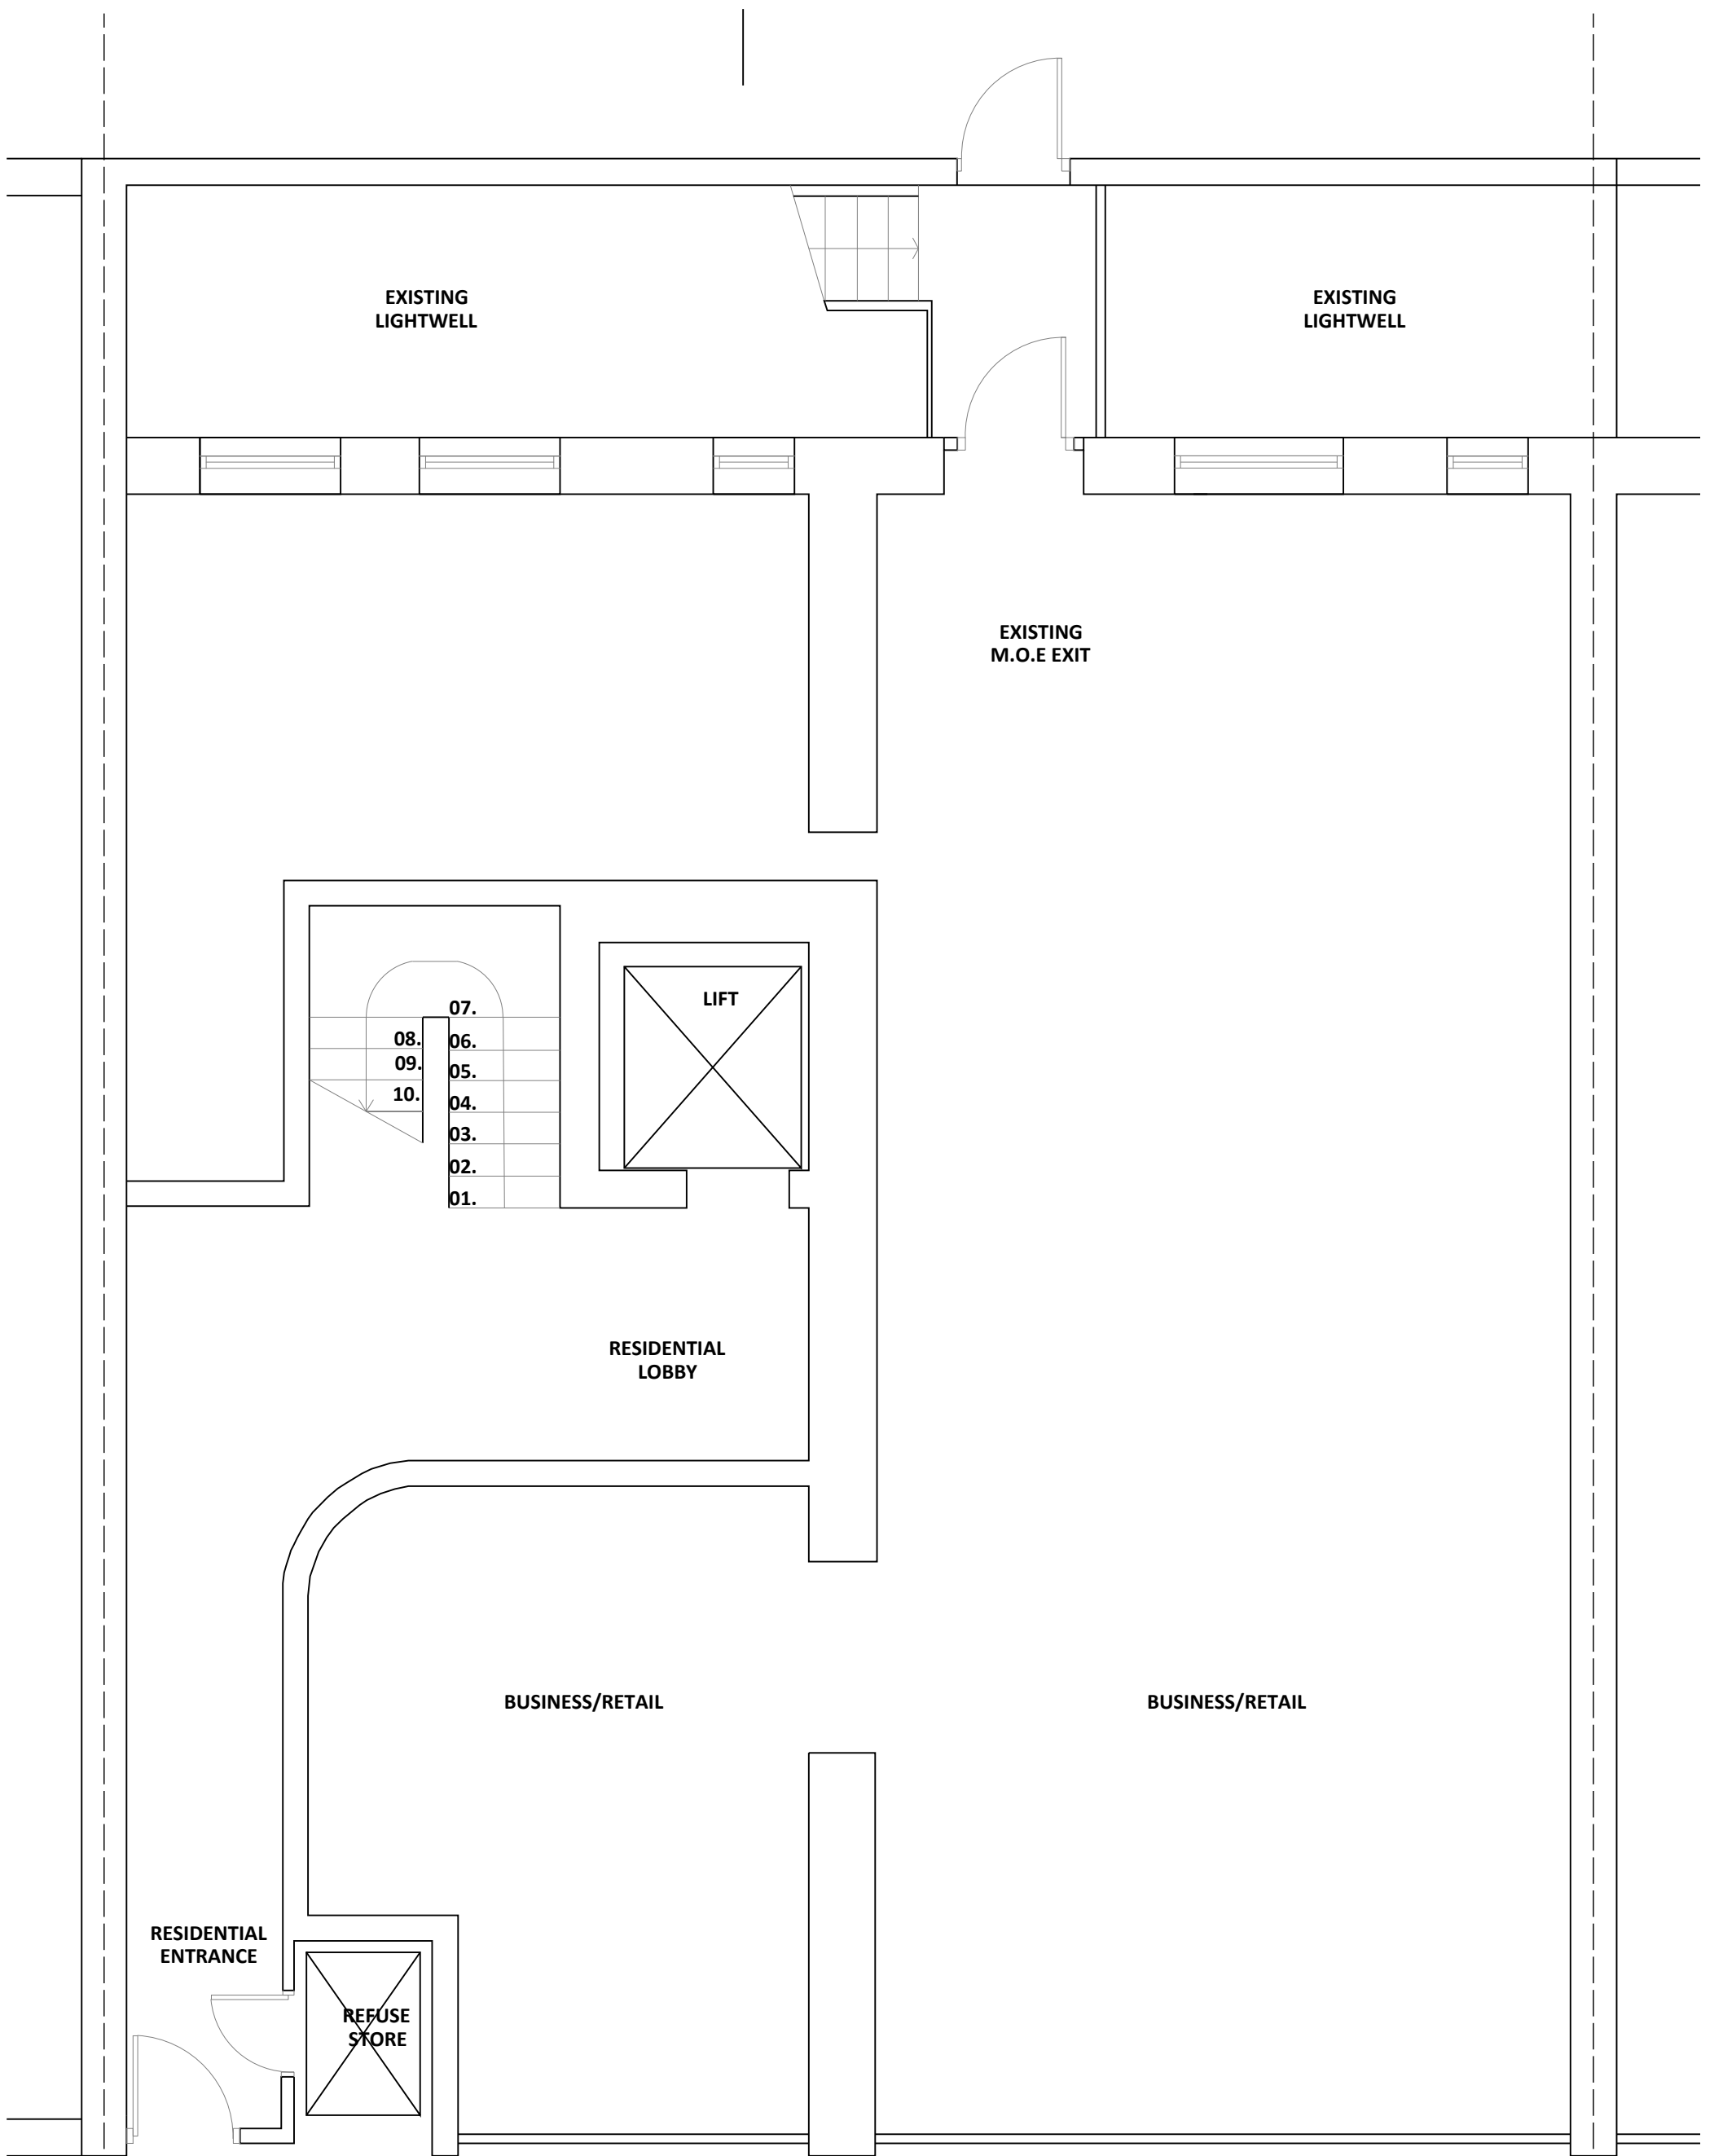 EXISTING
LIGHTWELL
EXISTING
LIGHTWELL
EXISTING
M.O.E EXIT
LIFT
07.
08.
06.
09.
05.
10.
04.
03.
02.
01.
RESIDENTIAL
LOBBY
BUSINESS/RETAIL
BUSINESS/RETAIL
RESIDENTIAL
ENTRANCE
REFUSE
STORE